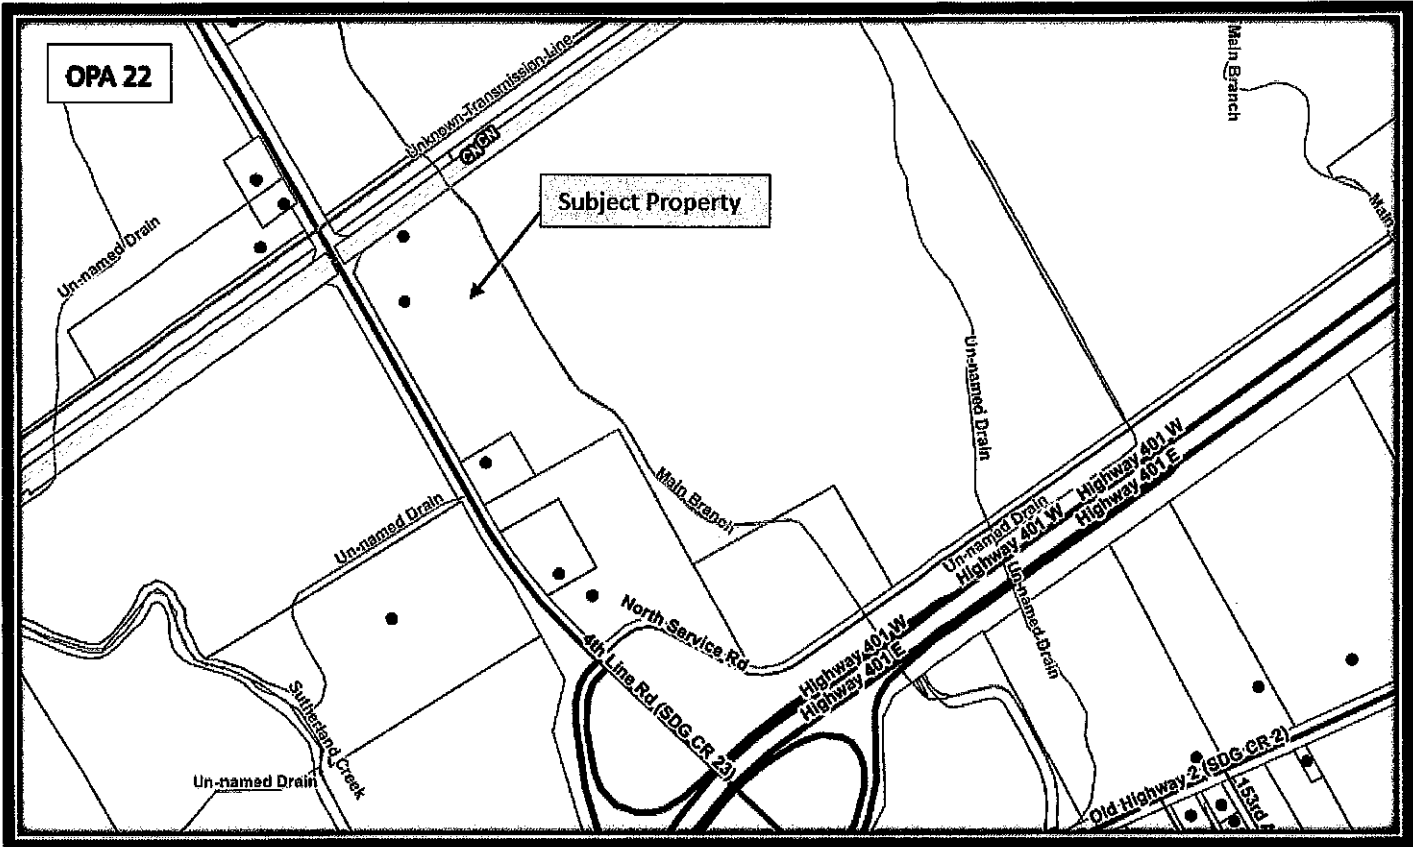 OPA 22
Unknown Transmission Line
Main Branch
CN CN
Subject Property
Un-named Drain
Main
Un-named Drain
Highway 401 W
Highway 401 E
Main Branch
Un-named Drain
Un-named Drain
Highway 401 W
Un-named Drain
North Service Rd
Highway 401 W
Highway 401 E
4th Line Rd (SDG CR 23)
Sutherland Creek
Un-named Drain
Old Highway 2 (SDG CR 2)
153rd